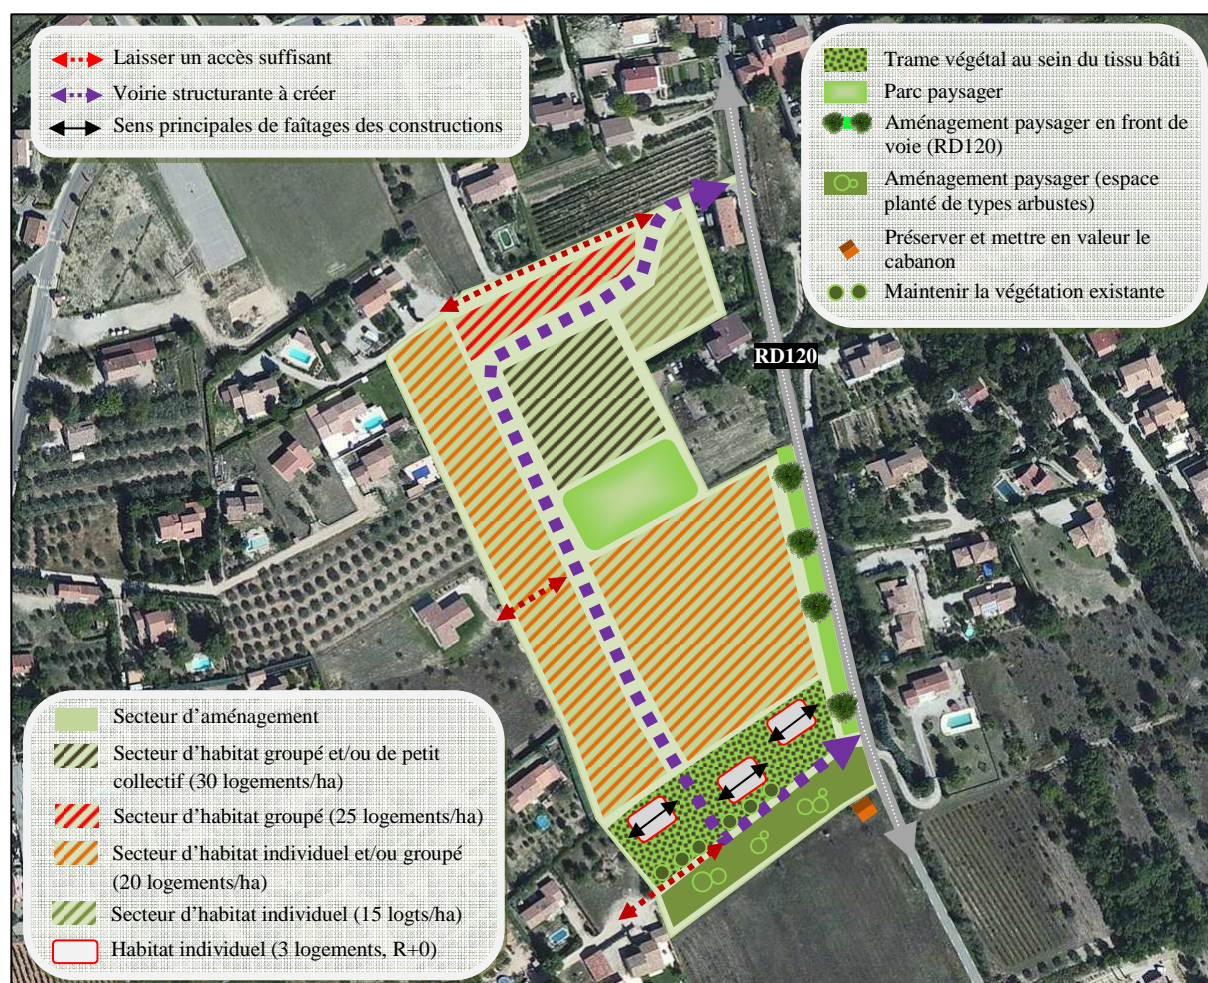 Laisser un accès suffisant
Voirie structurante à créer
Sens principales de faîtages des constructions
Trame végétal au sein du tissu bâti
Parc paysager
Aménagement paysager en front de
voie (RD120)
Aménagement paysager (espace
planté de types arbustes)
Préserver et mettre en valeur le
cabanon
Maintenir la végétation existante
RD120
Secteur d'aménagement
Secteur d'habitat groupé et/ou de petit
collectif (30 logements/ha)
Secteur d'habitat groupé (25 logements/ha)
Secteur d'habitat individuel et/ou groupé
(20 logements/ha)
Secteur d'habitat individuel (15 logts/ha)
Habitat individuel (3 logements, R+0)